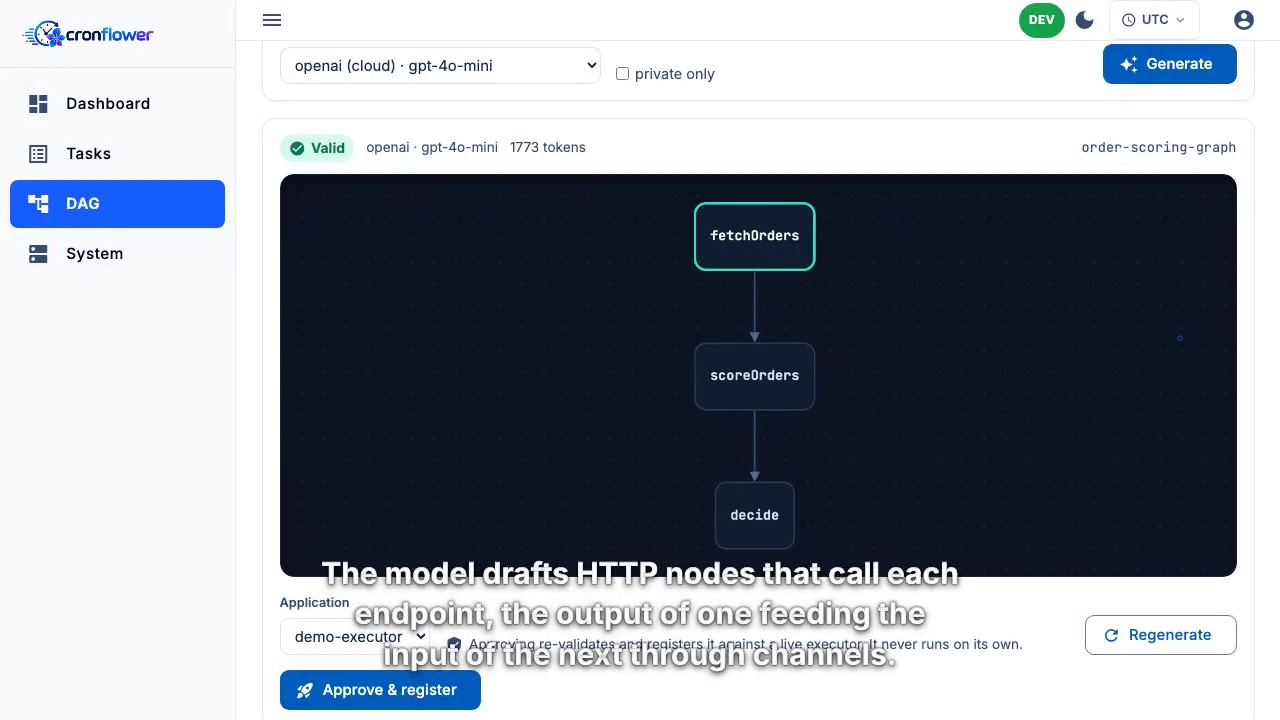 cronflower
DEV
UTC
Dashboard
Tasks
DAG
System
openai (cloud) · gpt-4o-mini
private only
Generate
Valid
openai · gpt-4o-mini 1773 tokens
order-scoring-graph
fetchOrders
scoreOrders
decide
The model drafts HTTP nodes that call each
endpoint, the output of one feeding the
input of the next through channels.
Application
demo-executor
Approving re-validates and registers it against a live executor. It never runs on its own.
Regenerate
Approve & register